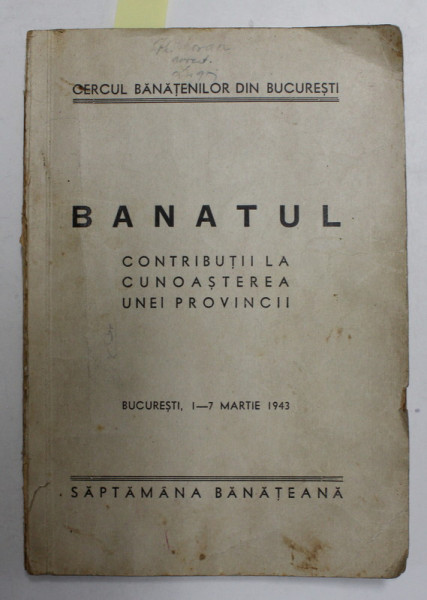 CERCUL BĂNĂȚENILOR DIN BUCUREȘTI
BANATUL
CONTRIBUȚII LA
CUNOAȘTEREA
UNEI PROVINCII
BUCUREȘTI, 1—7 MARTIE 1943
SĂPTĂMÂNA BĂNĂȚEANĂ